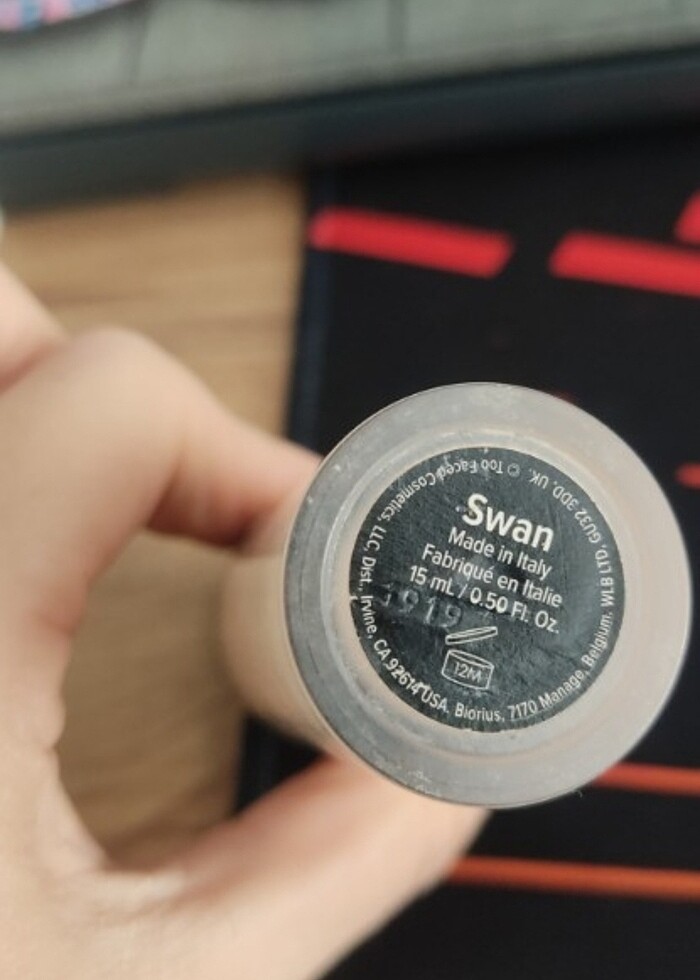 Swan
Made in Italy
Fabriqué en Italie
15 mL / 0.50 Fl. Oz.
1919
12M
© Too Faced Cosmetics, LLC, Dist., Irvine, CA 92614 USA. Biorius, 7170 Manage, Belgium. WLB LTD, GU32 3DD, UK.